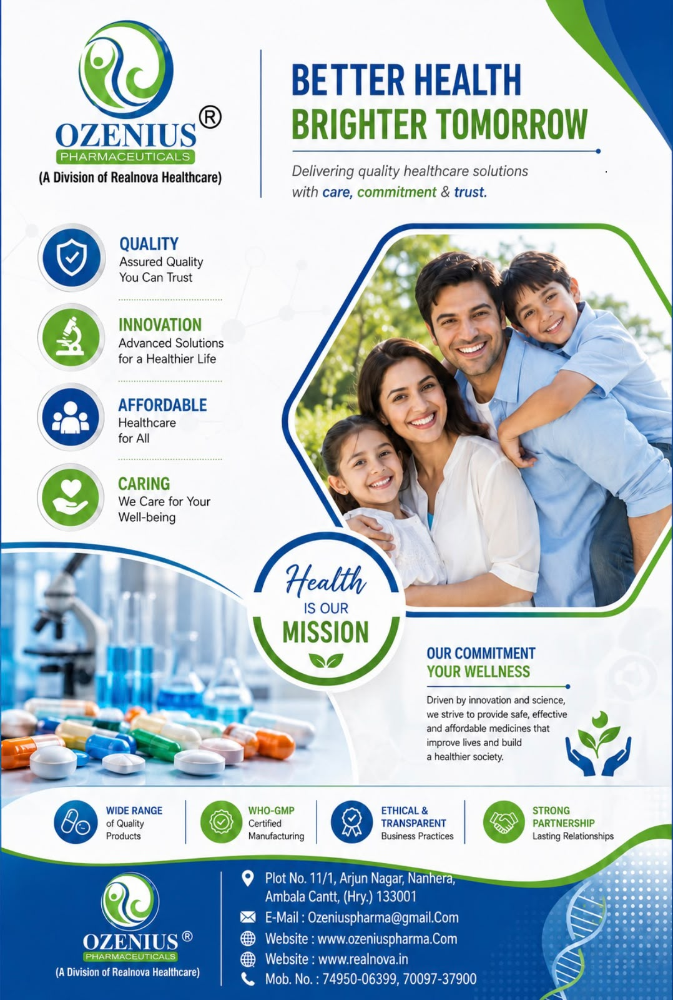 OZENIUS ®
PHARMACEUTICALS
(A Division of Realnova Healthcare)
BETTER HEALTH
BRIGHTER TOMORROW
Delivering quality healthcare solutions
with care, commitment & trust.
QUALITY
Assured Quality
You Can Trust
INNOVATION
Advanced Solutions
for a Healthier Life
AFFORDABLE
Healthcare
for All
CARING
We Care for Your
Well-being
Health
IS OUR
MISSION
OUR COMMITMENT
YOUR WELLNESS
Driven by innovation and science,
we strive to provide safe, effective
and affordable medicines that
improve lives and build
a healthier society.
WIDE RANGE
of Quality
Products
WHO-GMP
Certified
Manufacturing
ETHICAL &
TRANSPARENT
Business Practices
STRONG
PARTNERSHIP
Lasting Relationships
OZENIUS ®
PHARMACEUTICALS
(A Division of Realnova Healthcare)
Plot No. 11/1, Arjun Nagar, Nanhera,
Ambala Cantt, (Hry.) 133001
E-Mail : Ozeniuspharma@gmail.Com
Website : www.ozeniuspharma.Com
Website : www.realnova.in
Mob. No. : 74950-06399, 70097-37900